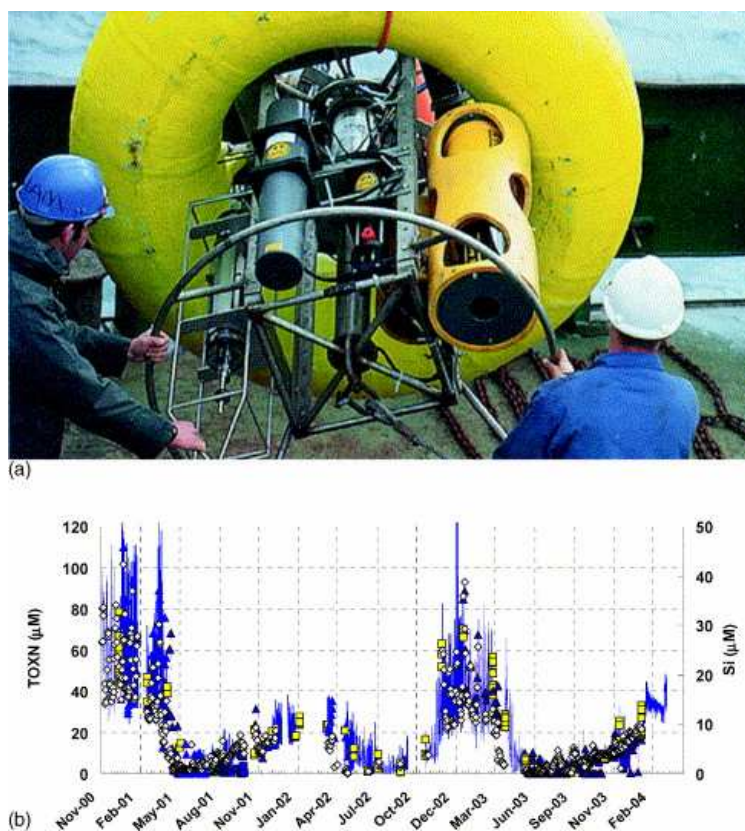 (a)
120
100
80
60
40
20
0
TOXN (µM)
50
40
30
20
10
0
Si (µM)
Nov-00
Feb-01
May-01
Aug-01
Nov-01
Jan-02
Apr-02
Jul-02
Oct-02
Dec-02
Mar-03
Jun-03
Sep-03
Nov-03
Feb-04
(b)